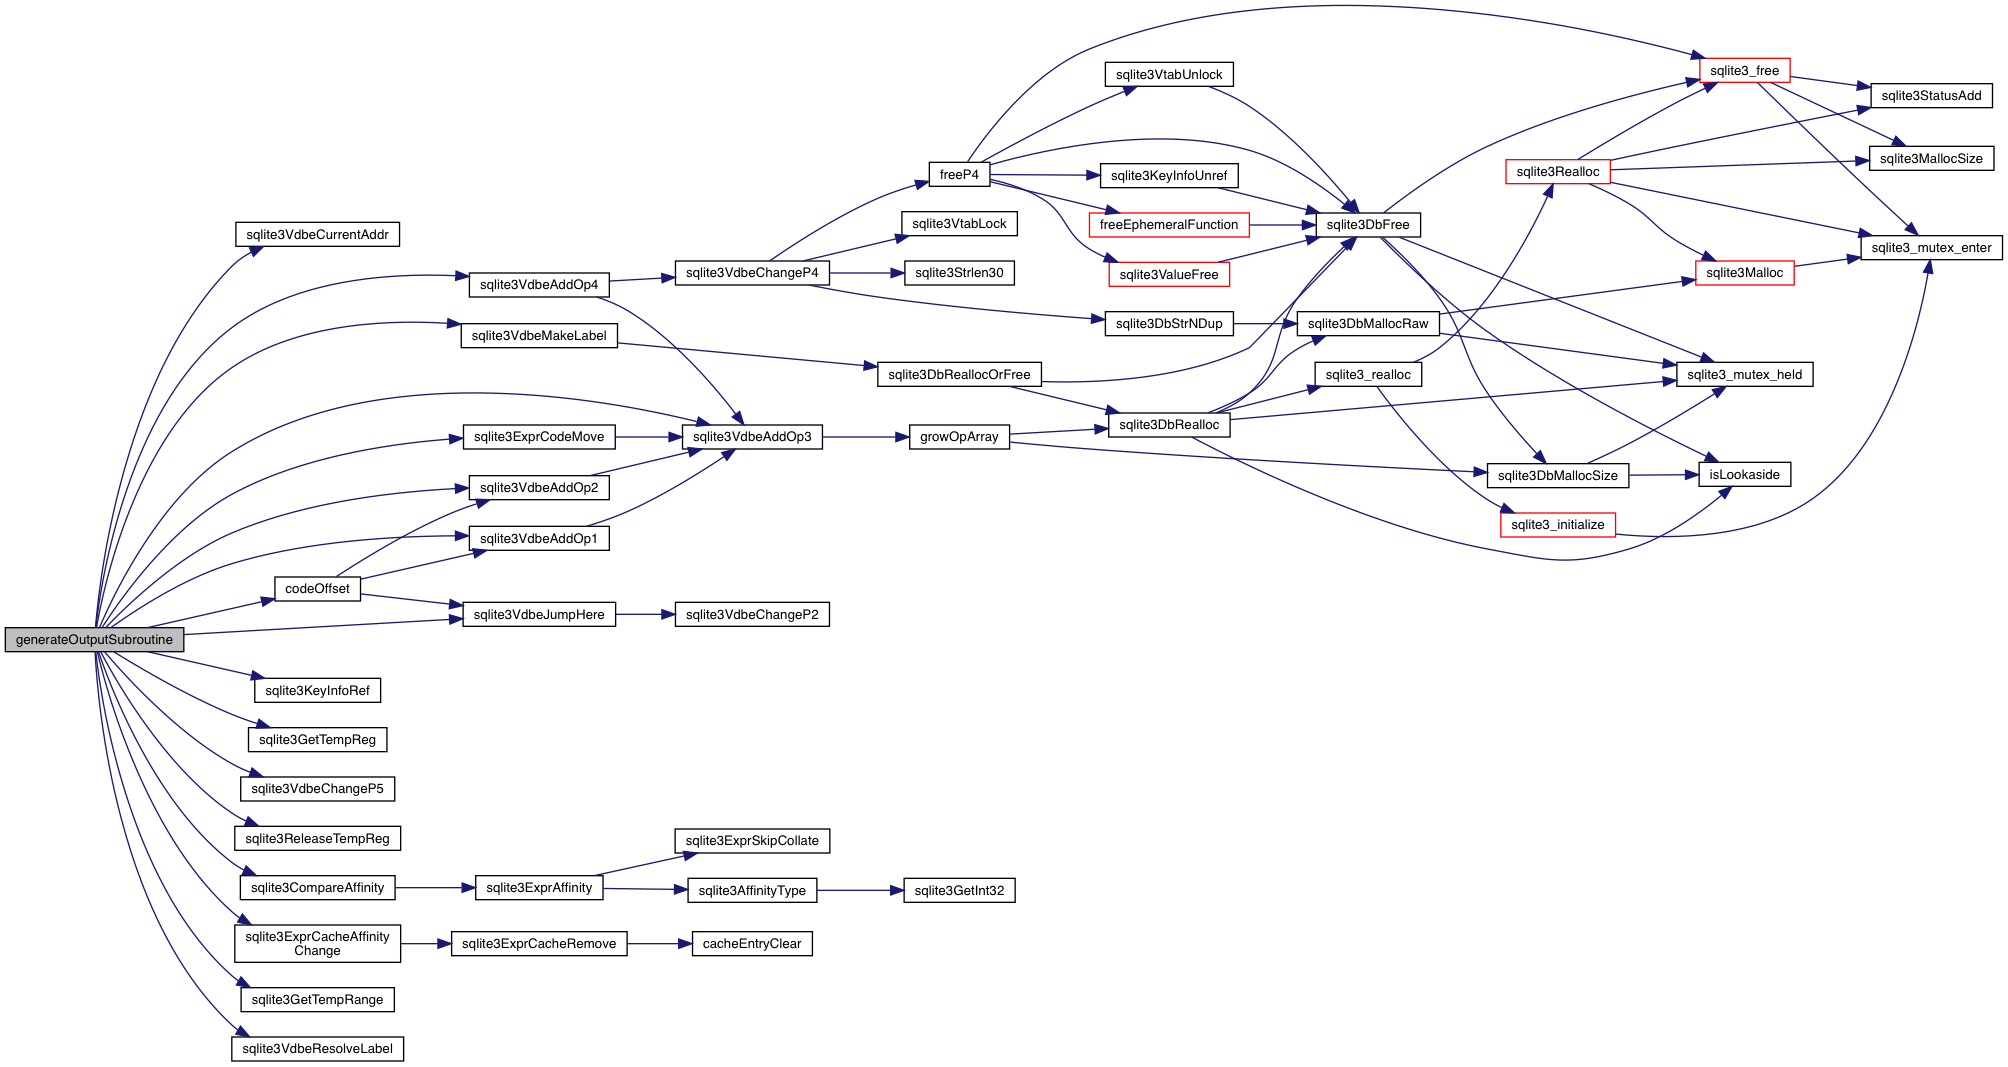 generateOutputSubroutine
sqlite3VdbeCurrentAddr
codeOffset
sqlite3KeyInfoRef
sqlite3GetTempReg
sqlite3VdbeChangeP5
sqlite3ReleaseTempReg
sqlite3CompareAffinity
sqlite3ExprCacheAffinity
Change
sqlite3GetTempRange
sqlite3VdbeResolveLabel
sqlite3VdbeAddOp4
sqlite3VdbeMakeLabel
sqlite3ExprCodeMove
sqlite3VdbeAddOp2
sqlite3VdbeAddOp1
sqlite3VdbeJumpHere
sqlite3ExprAffinity
sqlite3ExprCacheRemove
sqlite3VdbeChangeP4
sqlite3VdbeAddOp3
sqlite3VdbeChangeP2
sqlite3ExprSkipCollate
sqlite3AffinityType
cacheEntryClear
freeP4
sqlite3VtabLock
sqlite3Strlen30
sqlite3DbReallocOrFree
growOpArray
sqlite3GetInt32
sqlite3VtabUnlock
sqlite3KeyInfoUnref
freeEphemeralFunction
sqlite3ValueFree
sqlite3DbStrNDup
sqlite3DbRealloc
sqlite3DbFree
sqlite3DbMallocRaw
sqlite3_realloc
sqlite3Realloc
sqlite3DbMallocSize
sqlite3_initialize
sqlite3_free
sqlite3Malloc
sqlite3_mutex_held
isLookaside
sqlite3StatusAdd
sqlite3MallocSize
sqlite3_mutex_enter